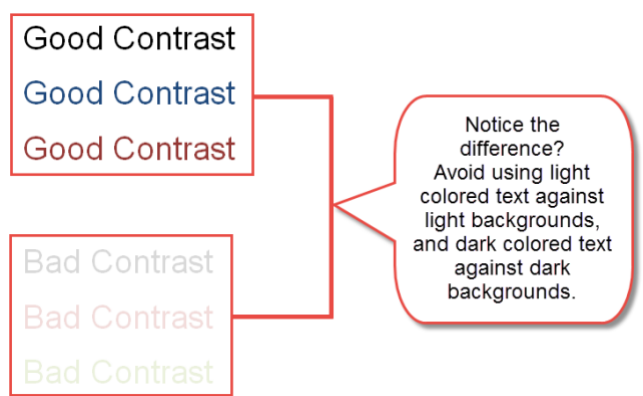 Good Contrast
Good Contrast
Good Contrast
Bad Contrast
Bad Contrast
Bad Contrast
Notice the
difference?
Avoid using light
colored text against
light backgrounds,
and dark colored text
against dark
backgrounds.